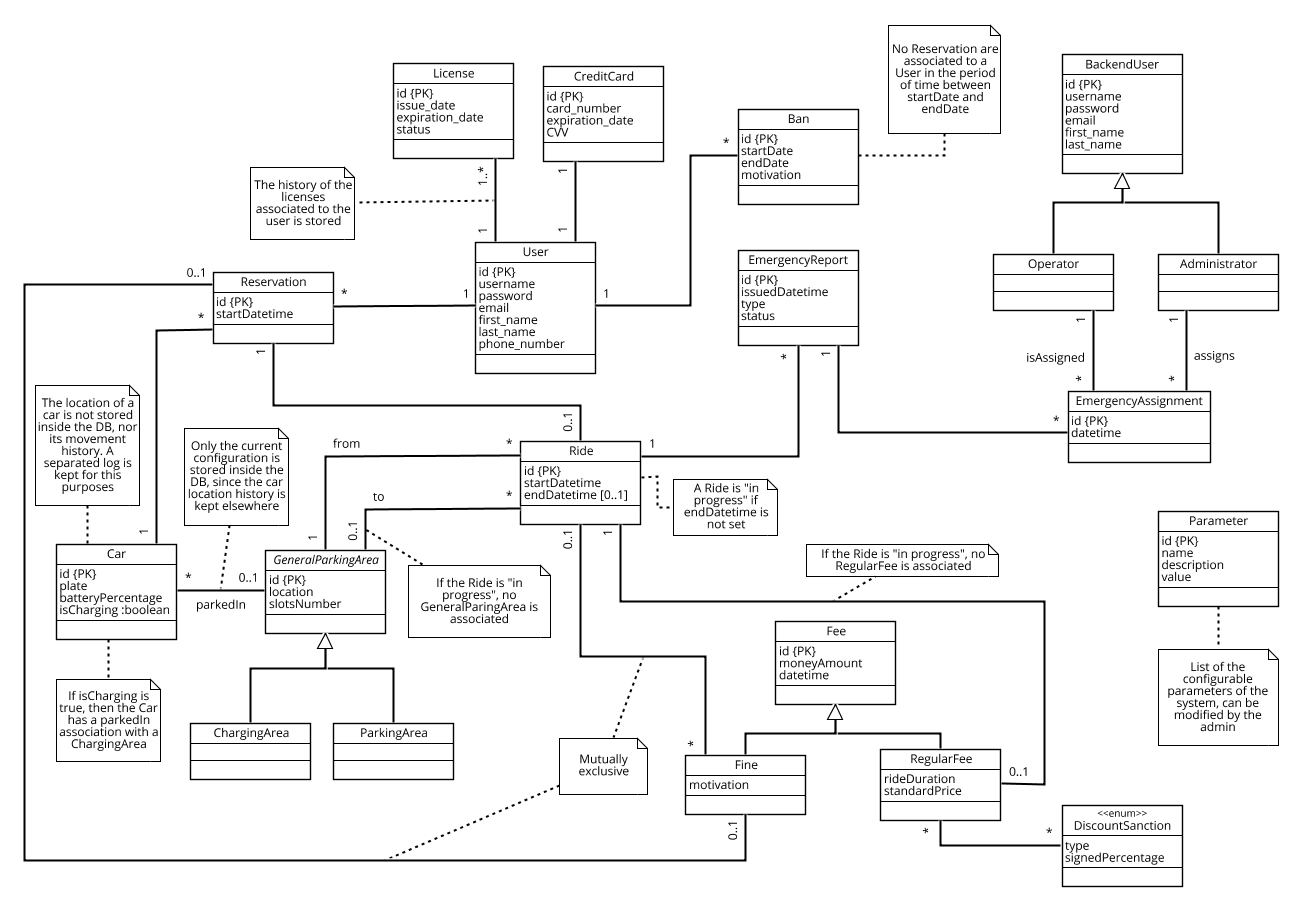 License
id {PK}
issue_date
expiration_date
status
CreditCard
id {PK}
card_number
expiration_date
CVV
No Reservation are
associated to a
User in the period
of time between
startDate and
endDate
BackendUser
id {PK}
username
password
email
first_name
last_name
Ban
id {PK}
startDate
endDate
motivation
*
1..*
1
1
1
The history of the
licenses
associated to the
user is stored
User
id {PK}
username
password
email
first_name
last_name
phone_number
1
1
EmergencyReport
id {PK}
issuedDatetime
type
status
*
1
Operator
Administrator
1
1
isAssigned
assigns
*
*
EmergencyAssignment
id {PK}
datetime
*
0..1
Reservation
id {PK}
startDatetime
*
*
1
The location of a
car is not stored
inside the DB, nor
its movement
history. A
separated log is
kept for this
purposes
Only the current
configuration is
stored inside the
DB, since the car
location history is
kept elsewhere
from
to
0..1
*
*
1
Ride
id {PK}
startDatetime
endDatetime [0..1]
A Ride is "in
progress" if
endDatetime is
not set
1
1
0..1
0..1
1
Car
id {PK}
plate
batteryPercentage
isCharging :boolean
*
0..1
parkedIn
GeneralParkingArea
id {PK}
location
slotsNumber
If the Ride is "in
progress", no
GeneralParingArea is
associated
If the Ride is "in progress", no
RegularFee is associated
Parameter
id {PK}
name
description
value
List of the
configurable
parameters of the
system, can be
modified by the
admin
Fee
id {PK}
moneyAmount
datetime
If isCharging is
true, then the Car
has a parkedIn
association with a
ChargingArea
ChargingArea
ParkingArea
Mutually
exclusive
*
Fine
motivation
0..1
RegularFee
rideDuration
standardPrice
0..1
*
*
<<enum>>
DiscountSanction
type
signedPercentage